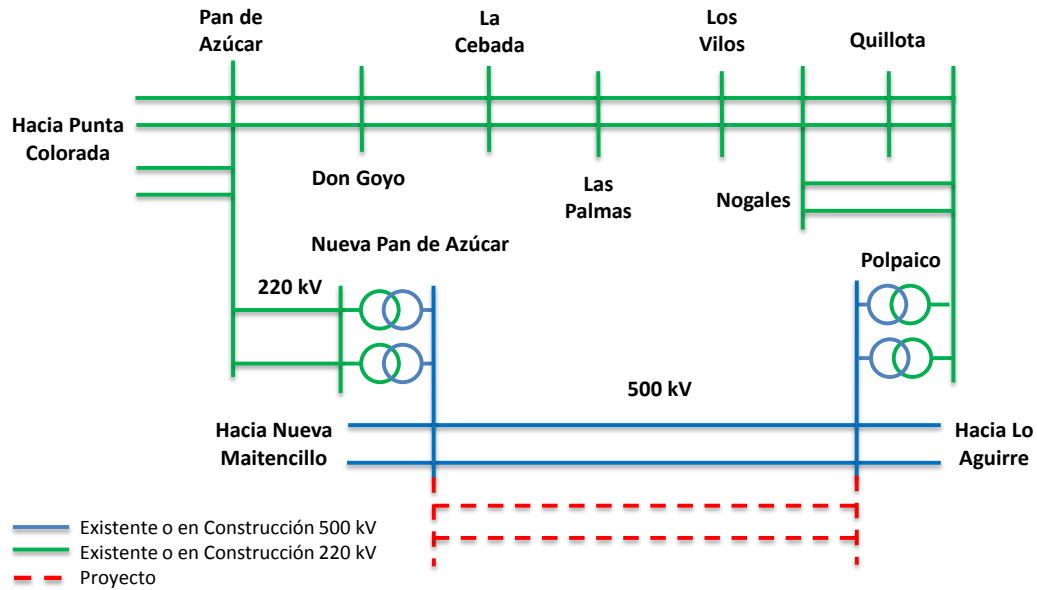 Pan de
Azúcar
La
Cebada
Los
Vilos
Quillota
Hacia Punta
Colorada
Don Goyo
Las
Palmas
Nogales
Nueva Pan de Azúcar
Polpaico
220 kV
500 kV
Hacia Nueva
Maitencillo
Hacia Lo
Aguirre
Existente o en Construcción 500 kV
Existente o en Construcción 220 kV
Proyecto